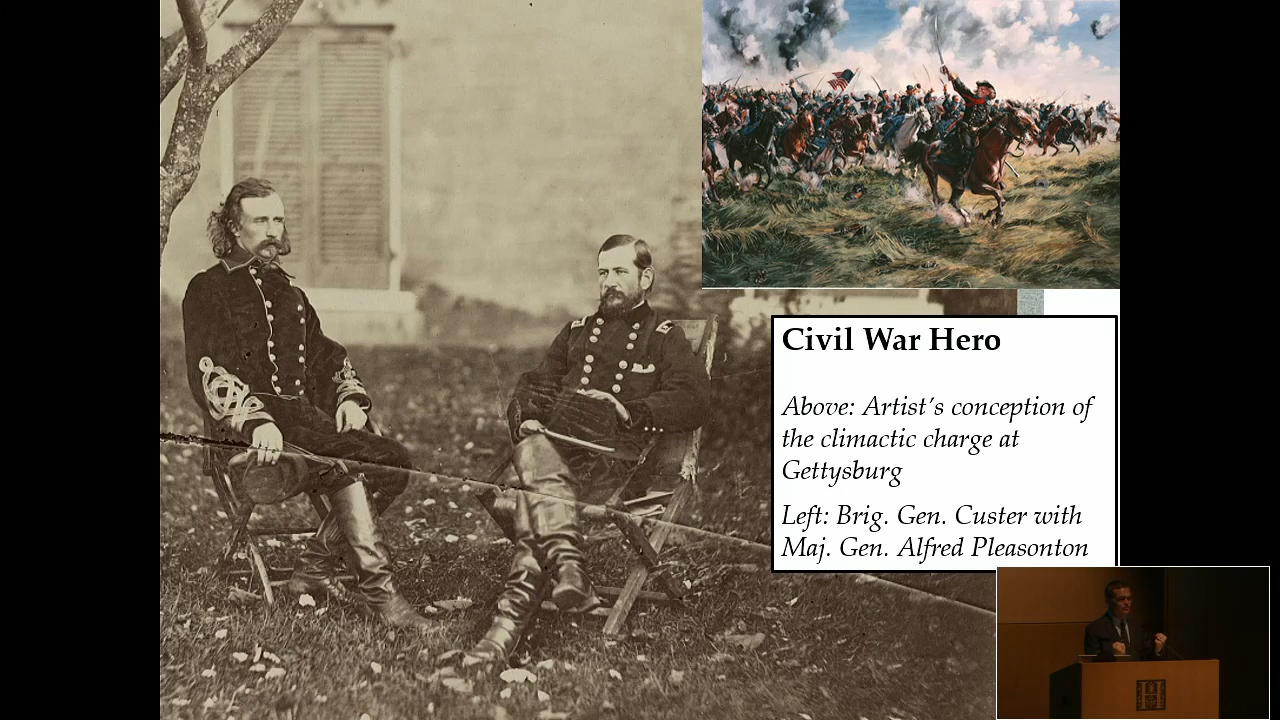 Civil War Hero
Above: Artist's conception of
the climactic charge at
Gettysburg
Left: Brig. Gen. Custer with
Maj. Gen. Alfred Pleasonton